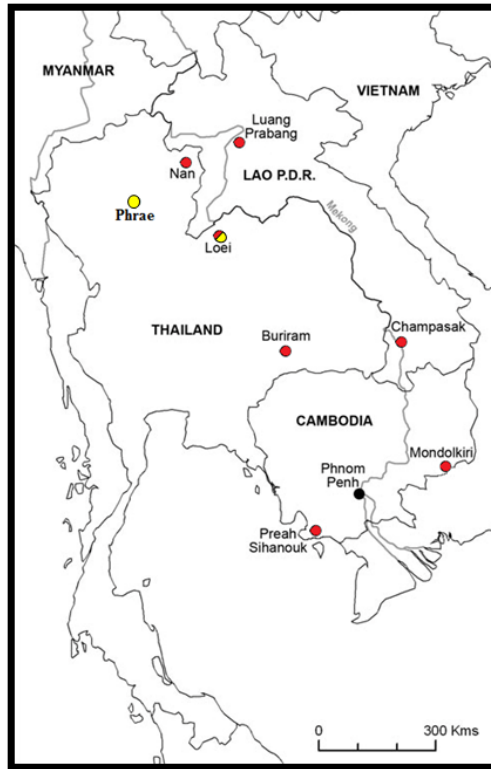 MYANMAR
VIETNAM
Luang
Prabang
Nan
LAO P.D.R.
Phrae
Mekong
Loei
THAILAND
Buriram
Champasak
CAMBODIA
Mondolkiri
Phnom
Penh
Preah
Sihanouk
0 300 Kms